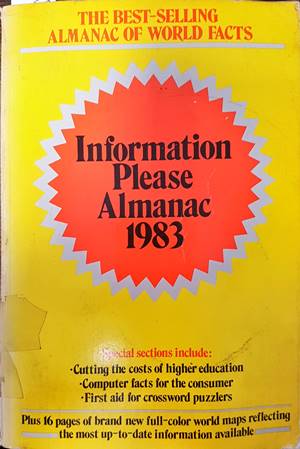 THE BEST-SELLING
ALMANAC OF WORLD FACTS
Information
Please
Almanac
1983
Special sections include:
·Cutting the costs of higher education
·Computer facts for the consumer
·First aid for crossword puzzlers
Plus 16 pages of brand new full-color world maps reflecting
the most up-to-date information available